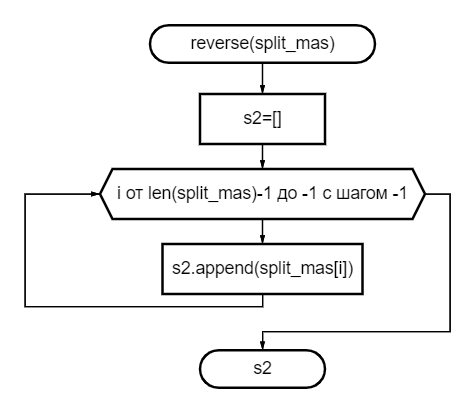 reverse(split_mas)
s2=[]
i от len(split_mas)-1 до -1 с шагом -1
s2.append(split_mas[i])
s2